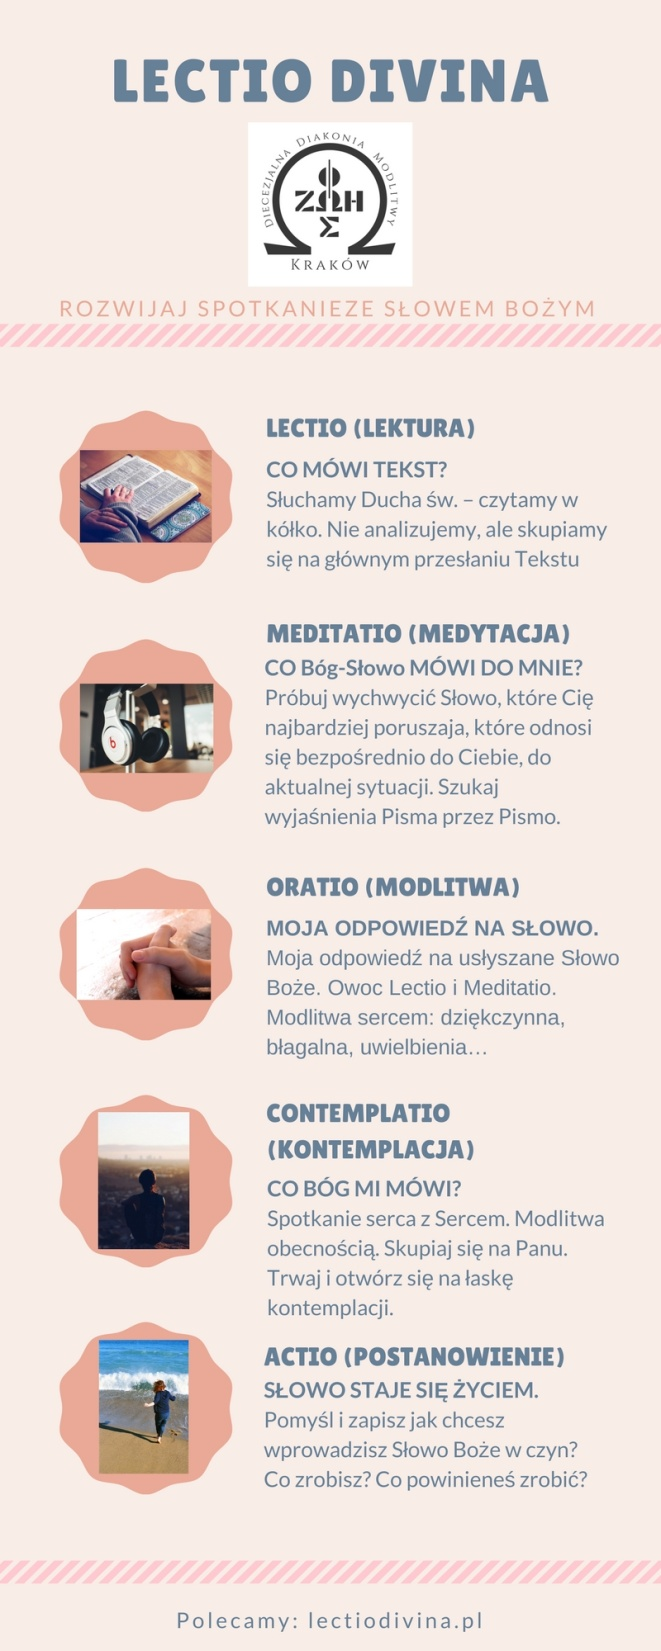 LECTIO DIVINA
DIECEZJALNA DIAKONIA MODLITWY
ZΩH
Σ
KRAKÓW
ROZWIJAJ SPOTKANIEZE SŁOWEM BOŻYM
LECTIO (LEKTURA)
CO MÓWI TEKST?
Słuchamy Ducha św. – czytamy w
kółko. Nie analizujemy, ale skupiamy
się na głównym przesłaniu Tekstu
MEDITATIO (MEDYTACJA)
CO Bóg-Słowo MÓWI DO MNIE?
Próbuj wychwycić Słowo, które Cię
najbardziej poruszaja, które odnosi
się bezpośrednio do Ciebie, do
aktualnej sytuacji. Szukaj
wyjaśnienia Pisma przez Pismo.
ORATIO (MODLITWA)
MOJA ODPOWIEDŹ NA SŁOWO.
Moja odpowiedź na usłyszane Słowo
Boże. Owoc Lectio i Meditatio.
Modlitwa sercem: dziękczynna,
błagalna, uwielbienia…
CONTEMPLATIO
(KONTEMPLACJA)
CO BÓG MI MÓWI?
Spotkanie serca z Sercem. Modlitwa
obecnością. Skupiaj się na Panu.
Trwaj i otwórz się na łaskę
kontemplacji.
ACTIO (POSTANOWIENIE)
SŁOWO STAJE SIĘ ŻYCIEM.
Pomyśl i zapisz jak chcesz
wprowadzisz Słowo Boże w czyn?
Co zrobisz? Co powinieneś zrobić?
Polecamy: lectiodivina.pl